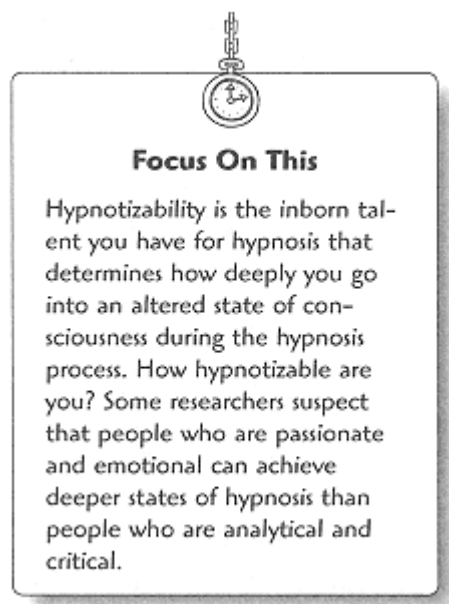 Focus On This
Hypnotizability is the inborn tal-
ent you have for hypnosis that
determines how deeply you go
into an altered state of con-
sciousness during the hypnosis
process. How hypnotizable are
you? Some researchers suspect
that people who are passionate
and emotional can achieve
deeper states of hypnosis than
people who are analytical and
critical.